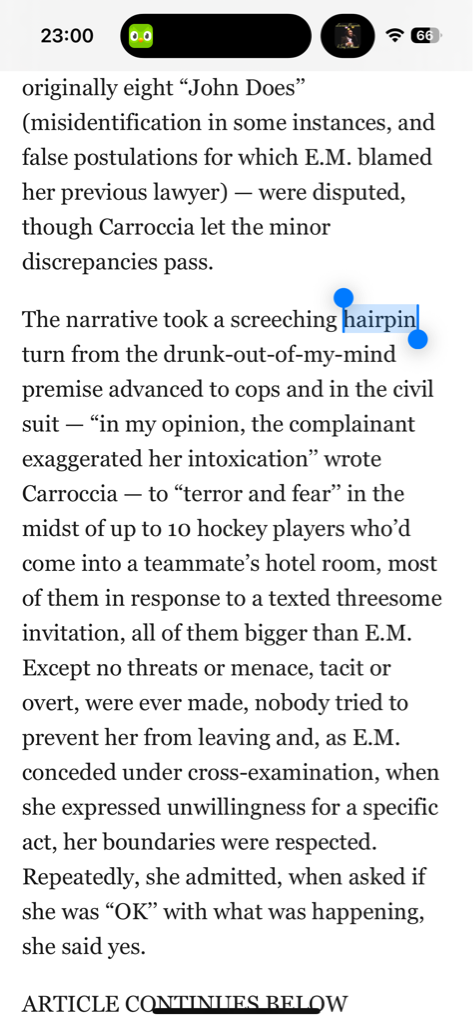 23:00
66
originally eight “John Does”
(misidentification in some instances, and
false postulations for which E.M. blamed
her previous lawyer) — were disputed,
though Carroccia let the minor
discrepancies pass.
The narrative took a screeching hairpin
turn from the drunk-out-of-my-mind
premise advanced to cops and in the civil
suit — “in my opinion, the complainant
exaggerated her intoxication” wrote
Carroccia — to “terror and fear” in the
midst of up to 10 hockey players who’d
come into a teammate’s hotel room, most
of them in response to a texted threesome
invitation, all of them bigger than E.M.
Except no threats or menace, tacit or
overt, were ever made, nobody tried to
prevent her from leaving and, as E.M.
conceded under cross-examination, when
she expressed unwillingness for a specific
act, her boundaries were respected.
Repeatedly, she admitted, when asked if
she was “OK” with what was happening,
she said yes.
ARTICLE CONTINUES BELOW